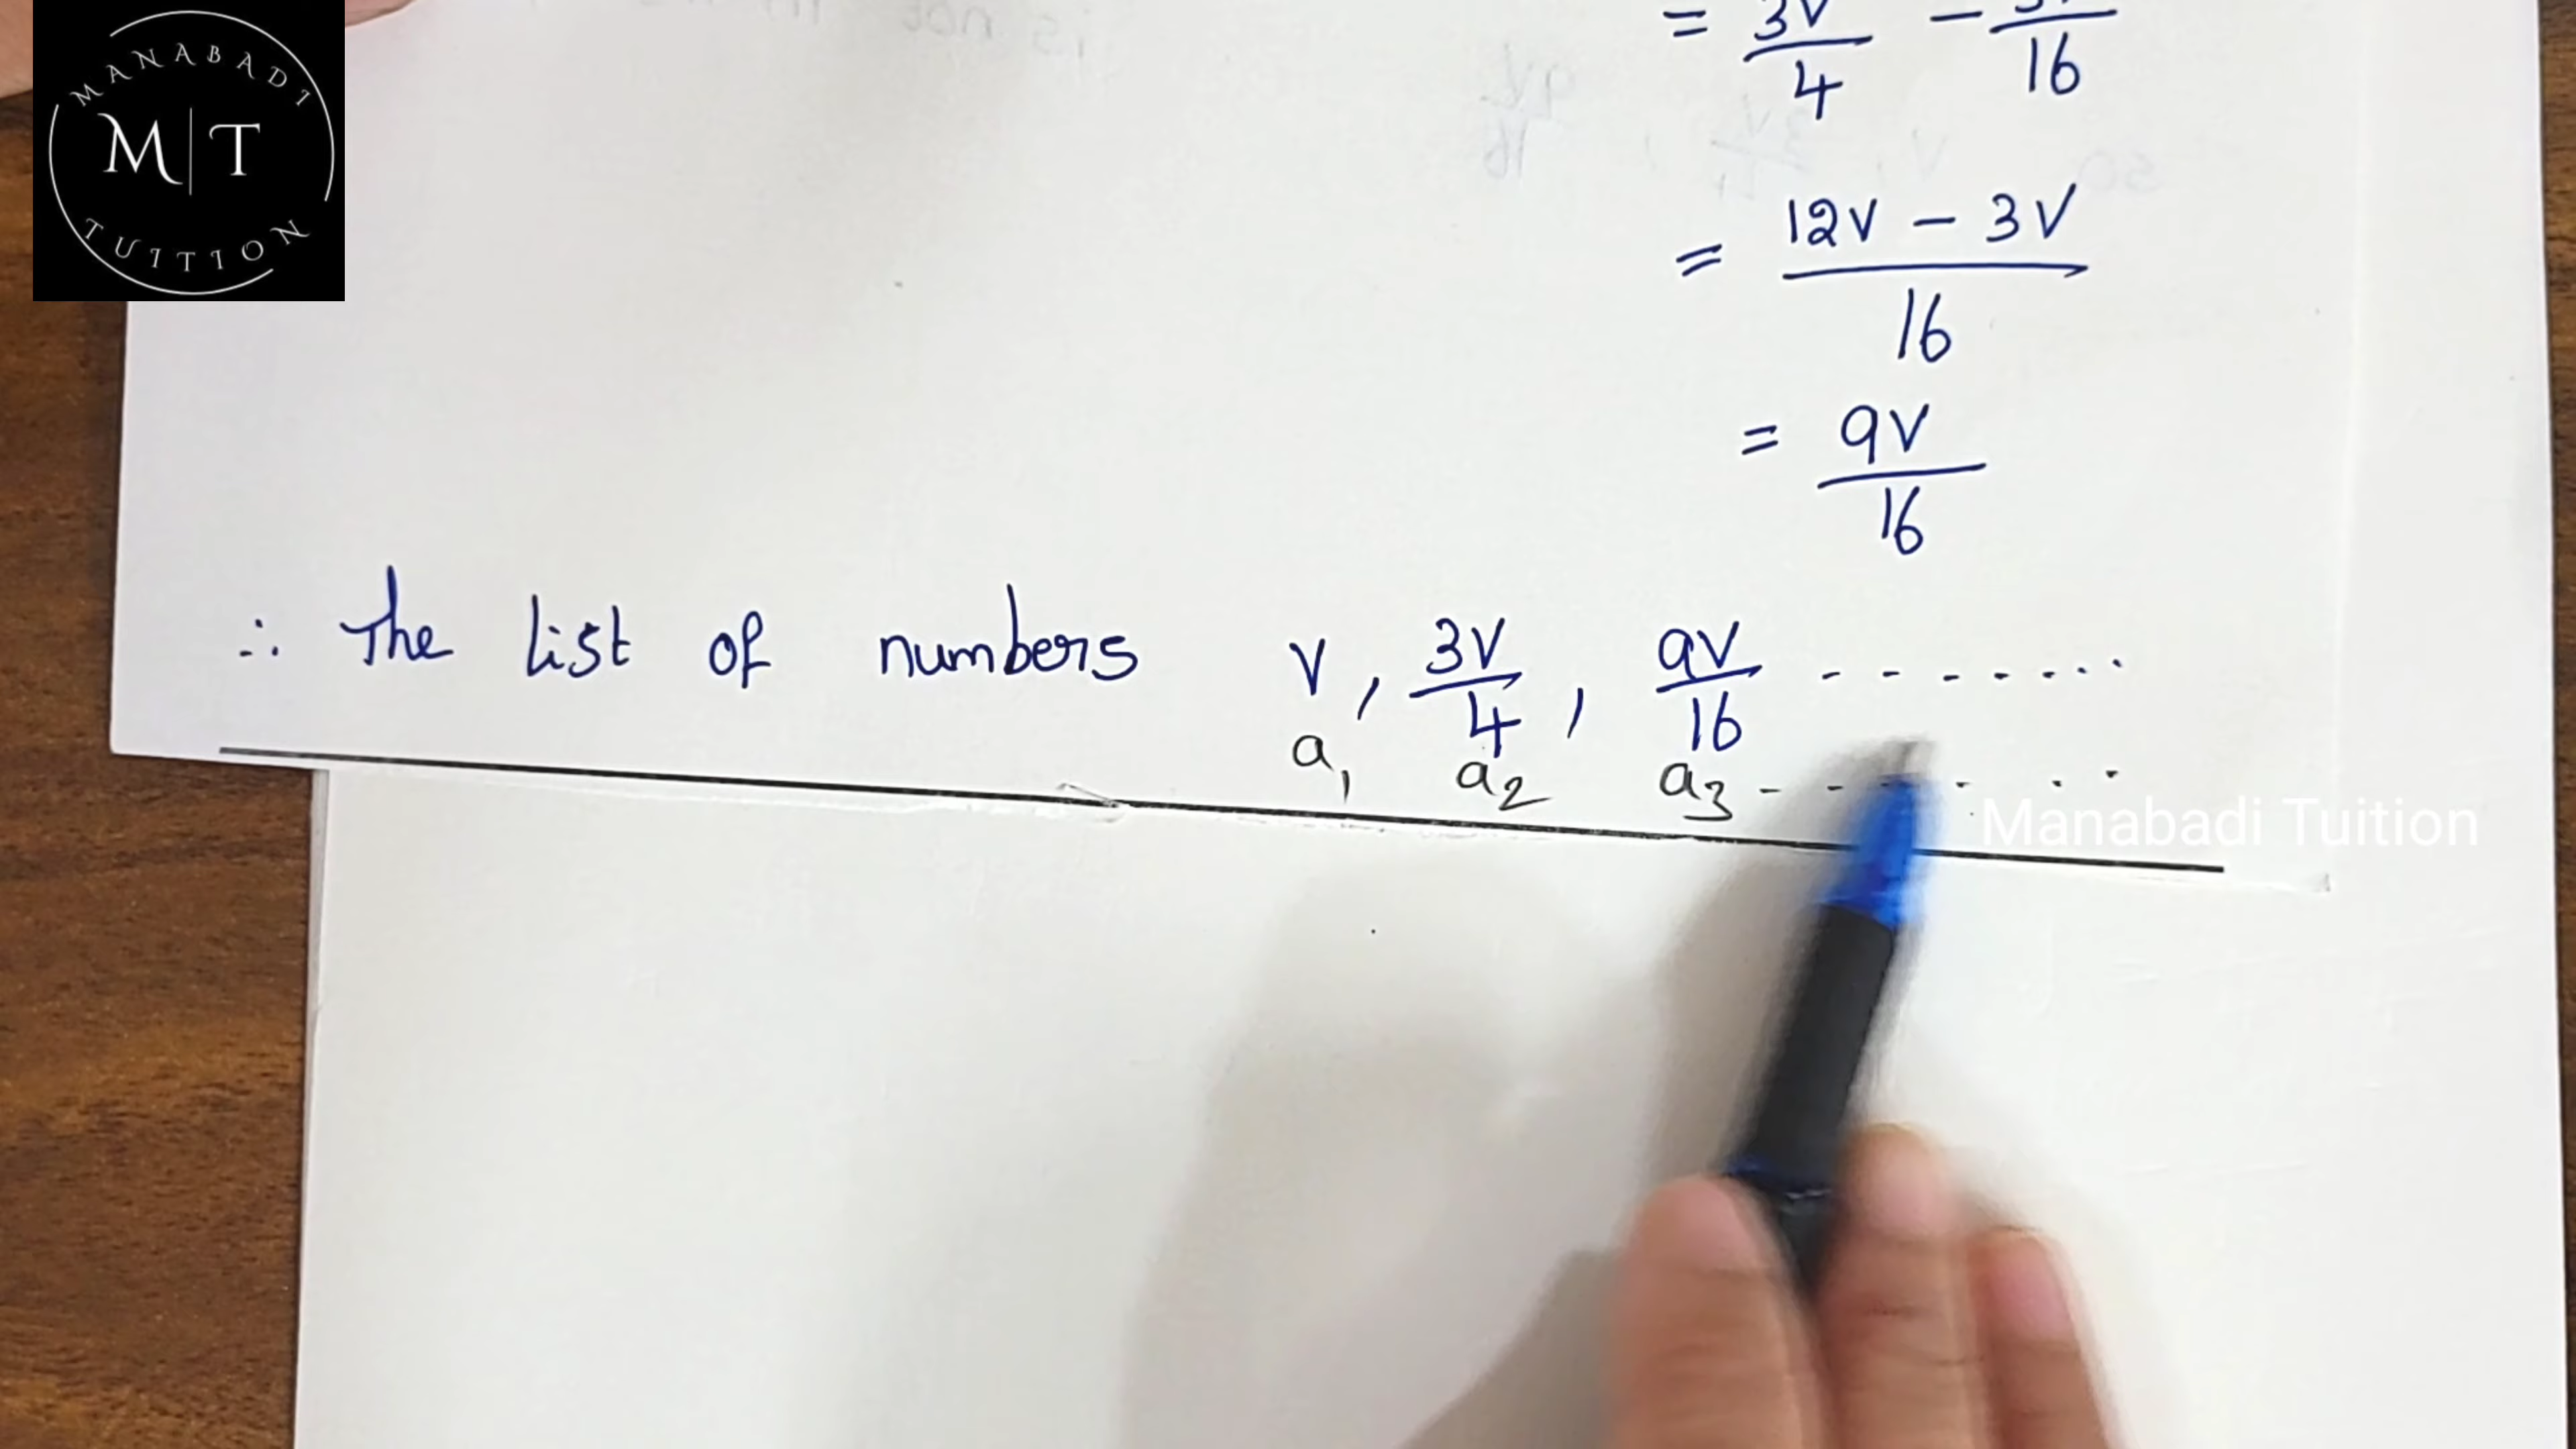 MANABADI
M|T
TUITION
= 3V/4 - 3V/16
= 12V - 3V/16
= 9V/16
∴ The list of numbers V, 3V/4, 9V/16 - - - - - - -
a1 a2 a3 - - - - - -
Manabadi Tuition